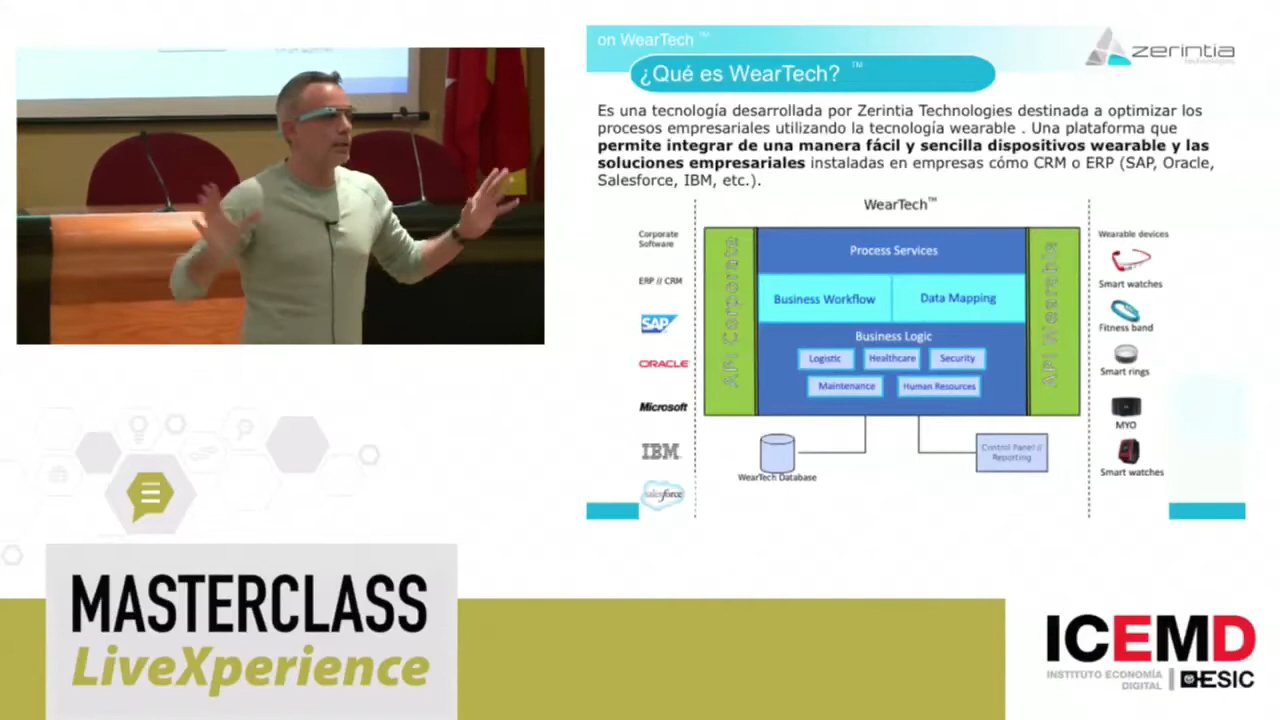 on WearTech ™
zerintia
technologies
¿Qué es WearTech? ™
Es una tecnología desarrollada por Zerintia Technologies destinada a optimizar los
procesos empresariales utilizando la tecnología wearable . Una plataforma que
permite integrar de una manera fácil y sencilla dispositivos wearable y las
soluciones empresariales instaladas en empresas cómo CRM o ERP (SAP, Oracle,
Salesforce, IBM, etc.).
WearTech™
Corporate
Software
ERP // CRM
SAP
ORACLE
Microsoft
IBM
salesforce
API Corporate
Process Services
Business Workflow
Data Mapping
Business Logic
Logistic
Healthcare
Security
Maintenance
Human Resources
API Wearable
WearTech Database
Control Panel //
Reporting
Wearable devices
Smart watches
Fitness band
Smart rings
MYO
Smart watches
MASTERCLASS
LiveXperience
ICEMD
INSTITUTO ECONOMÍA
DIGITAL
ESIC